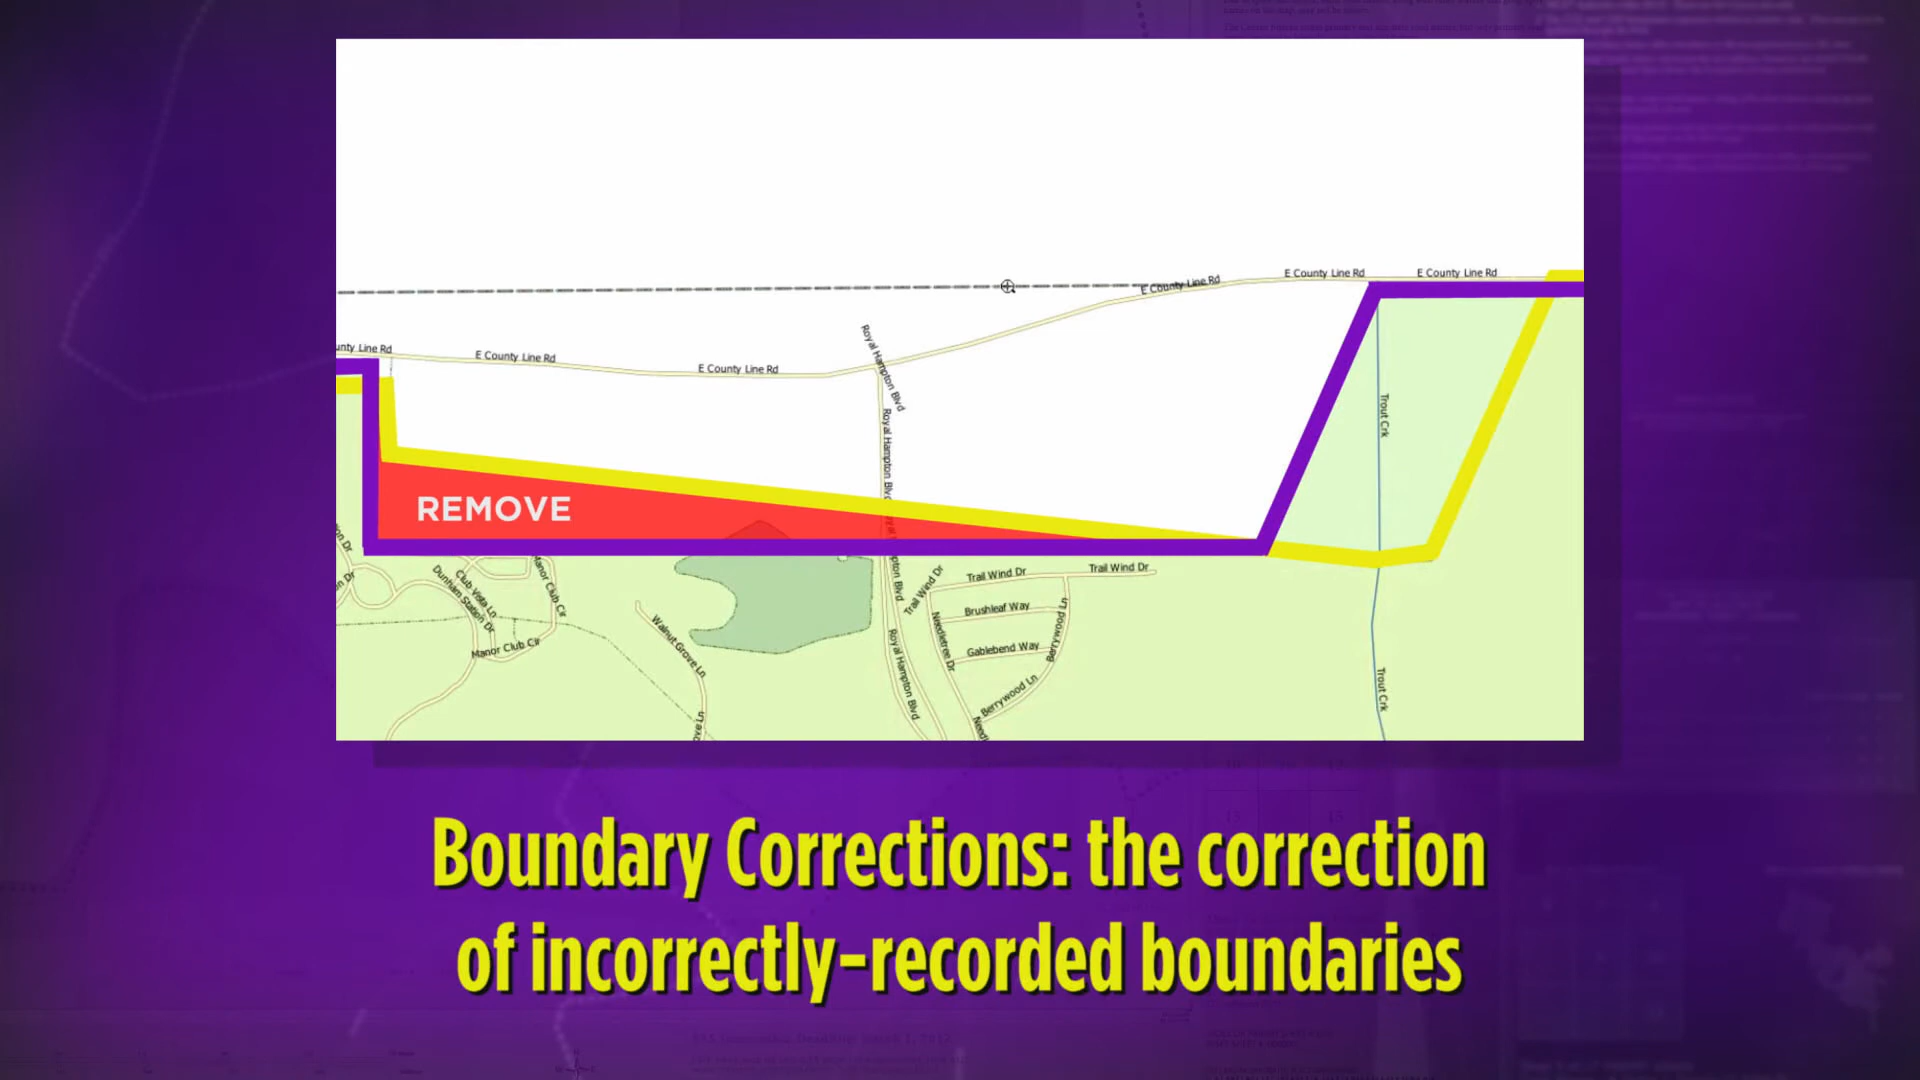 E County Line Rd
E County Line Rd
E County Line Rd
unty Line Rd
E County Line Rd
E County Line Rd
Royal Hampton Blvd
Royal Hampton Blvd
Trout Crk
REMOVE
Manor Club Cir
Dunham Station Dr
Club Vista Ln
Manor Club Cir
Walnut Grove Ln
Royal Hampton Blvd
Trail Wind Dr
Trail Wind Dr
Trail Wind Dr
Brushleaf Way
Needletree Dr
Gablebend Way
Berrywood Ln
Berrywood Ln
Trout Crk
Boundary Corrections: the correction
of incorrectly-recorded boundaries